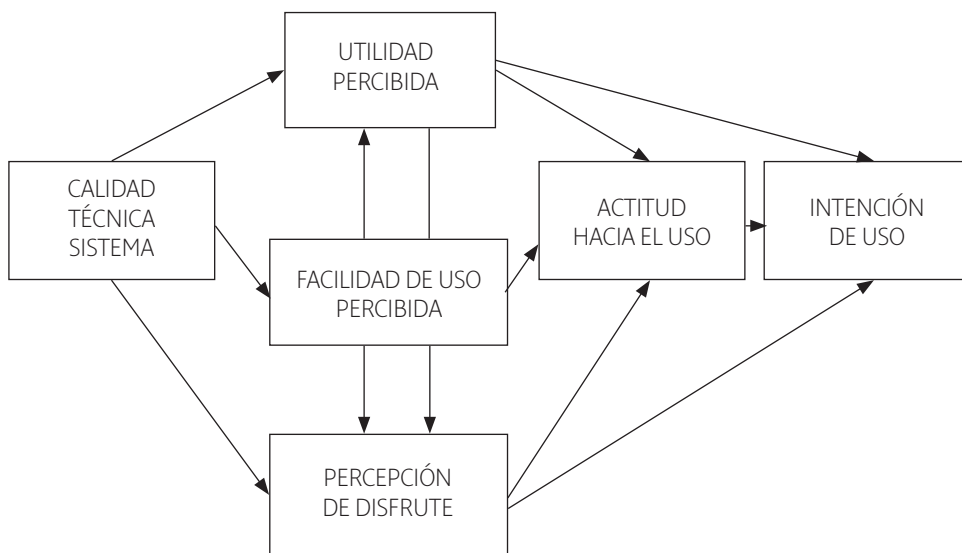 UTILIDAD
PERCIBIDA
CALIDAD
TÉCNICA
SISTEMA
FACILIDAD DE USO
PERCIBIDA
ACTITUD
HACIA EL USO
INTENCIÓN
DE USO
PERCEPCIÓN
DE DISFRUTE